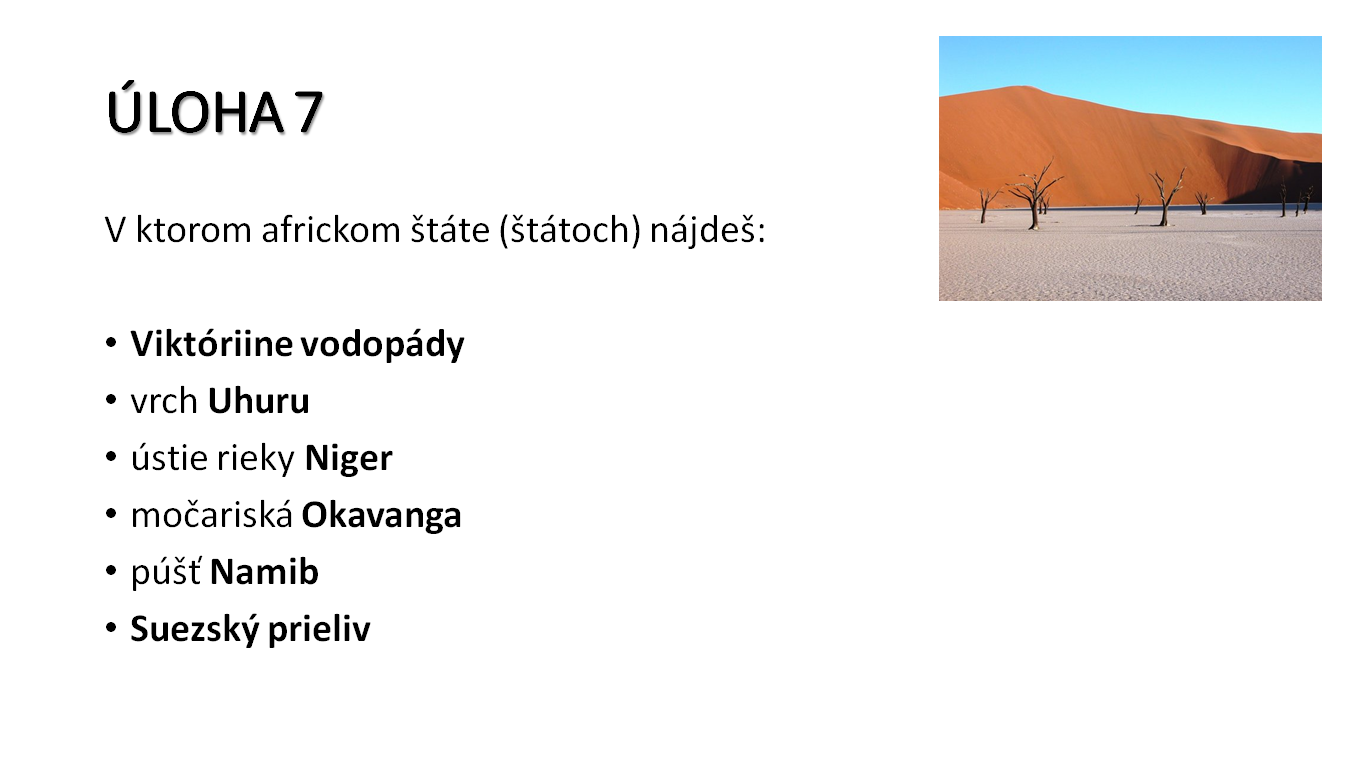 ÚLOHA 7
V ktorom africkom štáte (štátoch) nájdeš:
• Viktóriine vodopády
• vrch Uhuru
• ústie rieky Niger
• močariská Okavanga
• púšť Namib
• Suezský prieliv